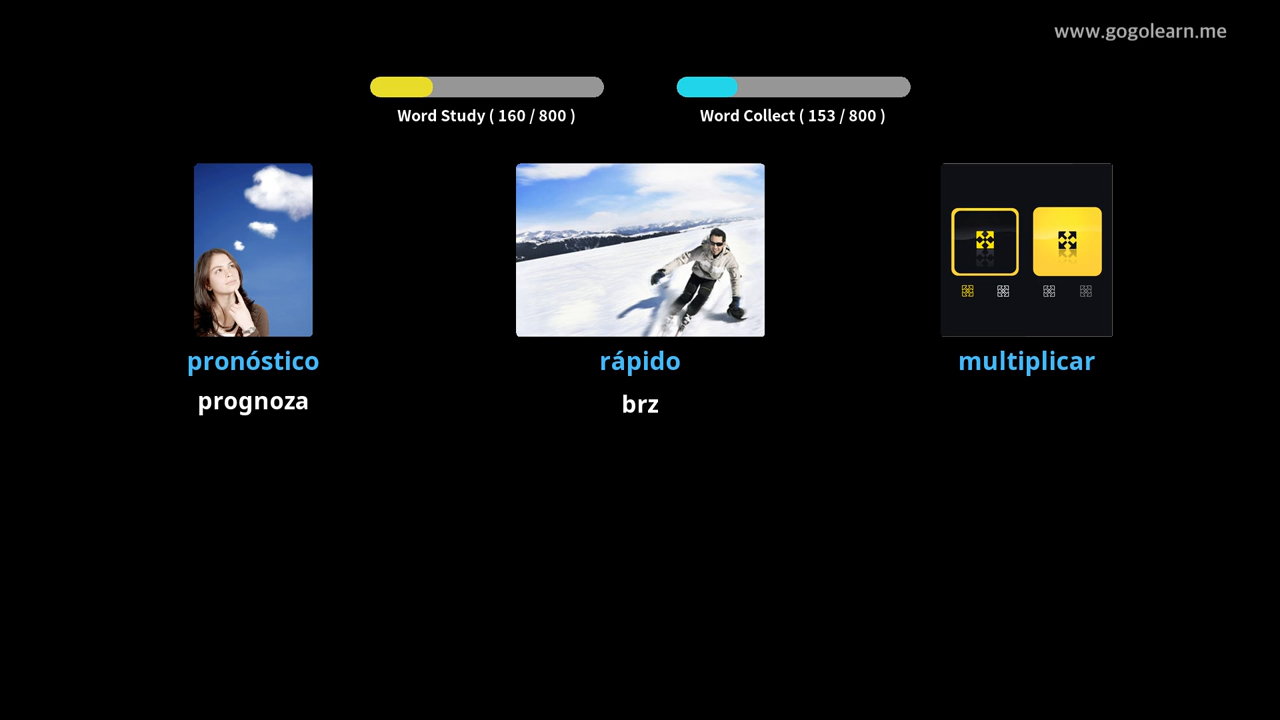 www.gogolearn.me
Word Study ( 160 / 800 )
Word Collect ( 153 / 800 )
pronóstico
rápido
multiplicar
prognoza
brz